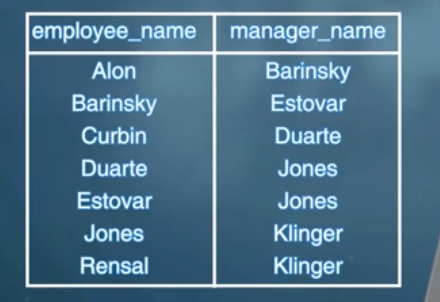 employee_name manager_name
Alon Barinsky
Barinsky Estovar
Curbin Duarte
Duarte Jones
Estovar Jones
Jones Klinger
Rensal Klinger